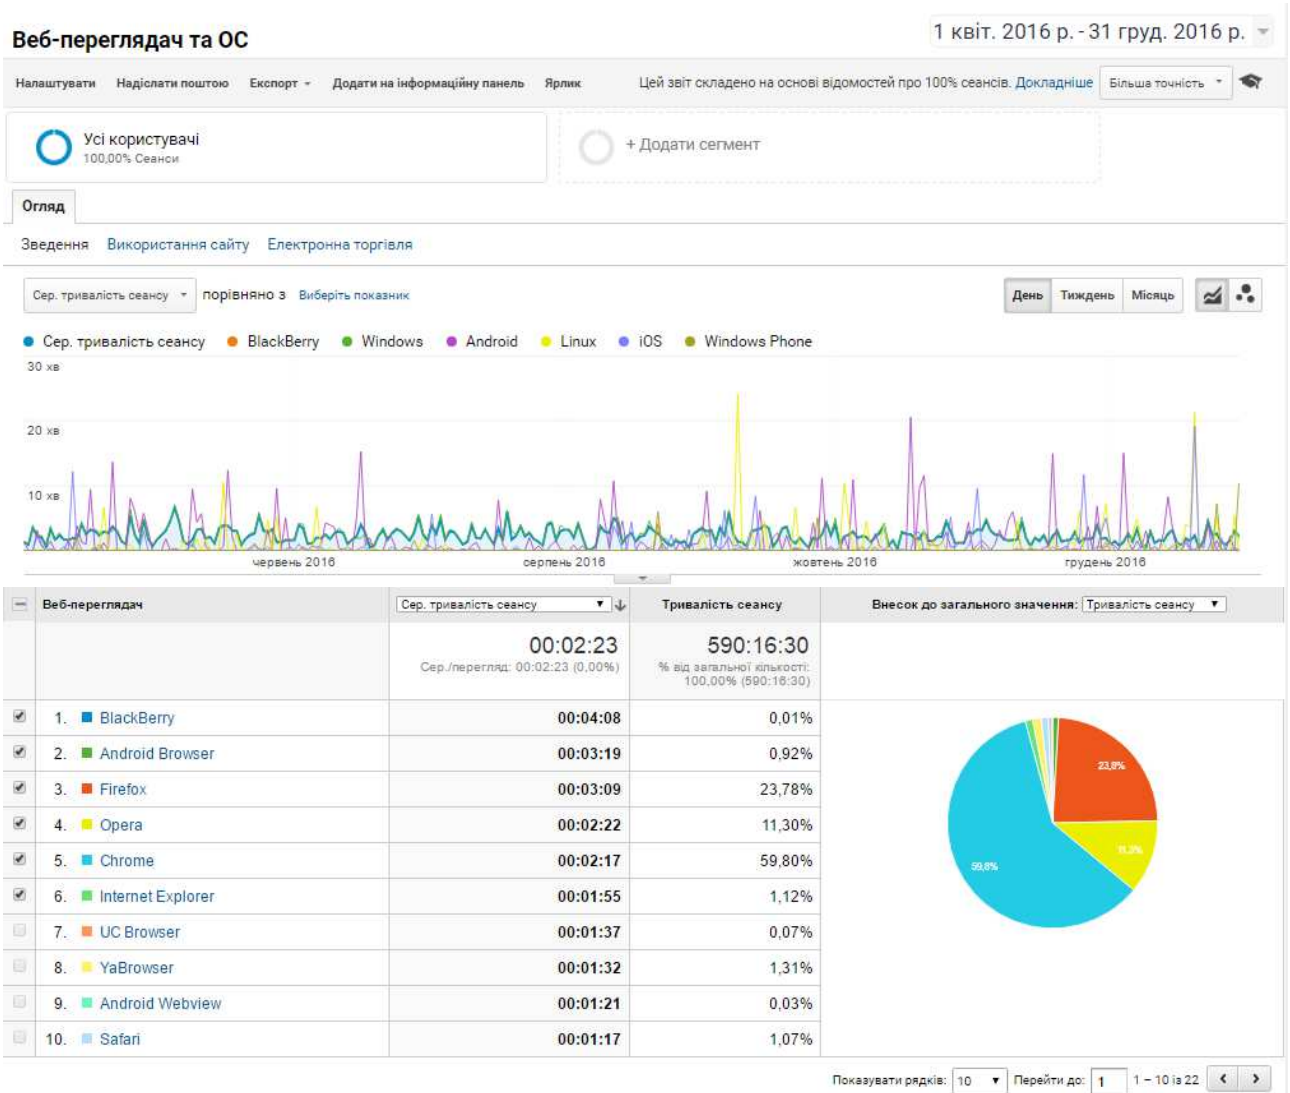 Веб-переглядач та ОС
1 квіт. 2016 р. - 31 груд. 2016 р.
Налаштувати Надіслати поштою Експорт Додати на інформаційну панель Ярлик Цей звіт складено на основі відомостей про 100% сеансів. Докладніше Більша точність
Усі користувачі
100,00% Сеанси
+ Додати сегмент
Огляд
Зведення Використання сайту Електронна торгівля
Сер. тривалість сеансу порівняно з Виберіть показник День Тиждень Місяць
Сер. тривалість сеансу BlackBerry Windows Android Linux iOS Windows Phone
30 хв
20 хв
10 хв
червень 2016 серпень 2016 жовтень 2016 грудень 2016
Веб-переглядач Сер. тривалість сеансу Тривалість сеансу Внесок до загального значення: Тривалість сеансу
00:02:23 590:16:30
Сер./перегляд: 00:02:23 (0,00%) % від загальної кількості:
100,00% (590:16:30)
1. BlackBerry 00:04:08 0,01%
2. Android Browser 00:03:19 0,92%
3. Firefox 00:03:09 23,78%
4. Opera 00:02:22 11,30%
5. Chrome 00:02:17 59,80%
6. Internet Explorer 00:01:55 1,12%
7. UC Browser 00:01:37 0,07%
8. YaBrowser 00:01:32 1,31%
9. Android Webview 00:01:21 0,03%
10. Safari 00:01:17 1,07%
23,8%
11,3%
59,8%
Показувати рядків: 10 Перейти до: 1 1 – 10 із 22